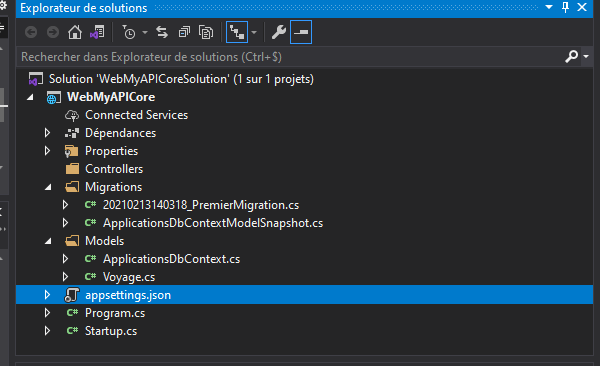 Explorateur de solutions
Rechercher dans Explorateur de solutions (Ctrl+$)
Solution 'WebMyAPICoreSolution' (1 sur 1 projets)
WebMyAPICore
Connected Services
Dépendances
Properties
Controllers
Migrations
C# 20210213140318_PremierMigration.cs
C# ApplicationsDbContextModelSnapshot.cs
Models
C# ApplicationsDbContext.cs
C# Voyage.cs
appsettings.json
C# Program.cs
C# Startup.cs